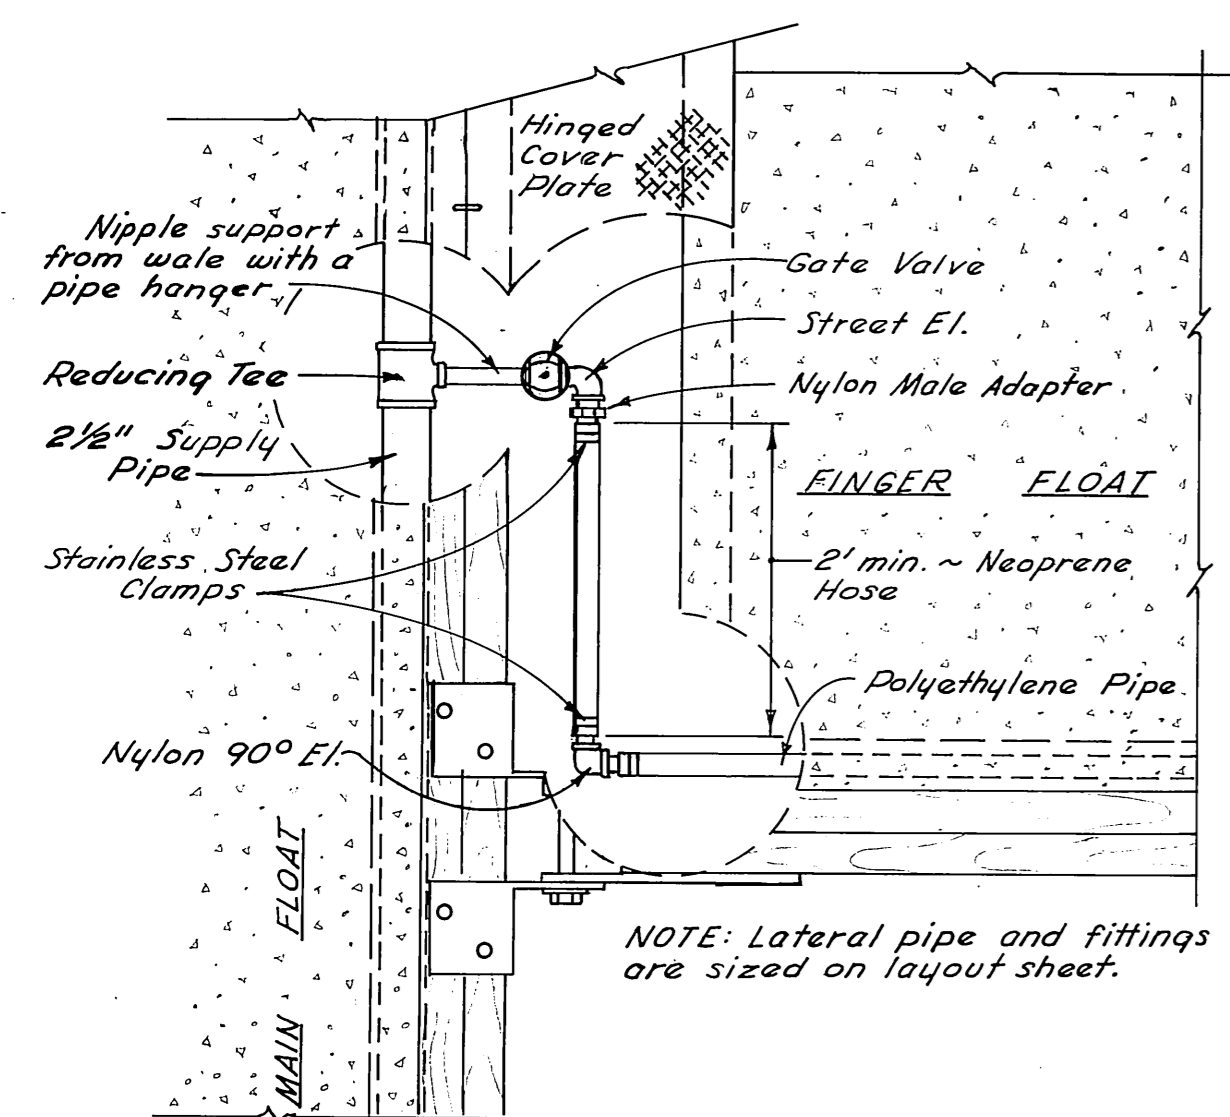 Hinged
Cover
Plate
Nipple support
from wale with a
pipe hanger
Gate Valve
Street El.
Reducing Tee
Nylon Male Adapter
2½" Supply
Pipe
FINGER FLOAT
Stainless Steel
Clamps
2' min. ~ Neoprene
Hose
Polyethylene Pipe
Nylon 90° El.
MAIN FLOAT
NOTE: Lateral pipe and fittings
are sized on layout sheet.